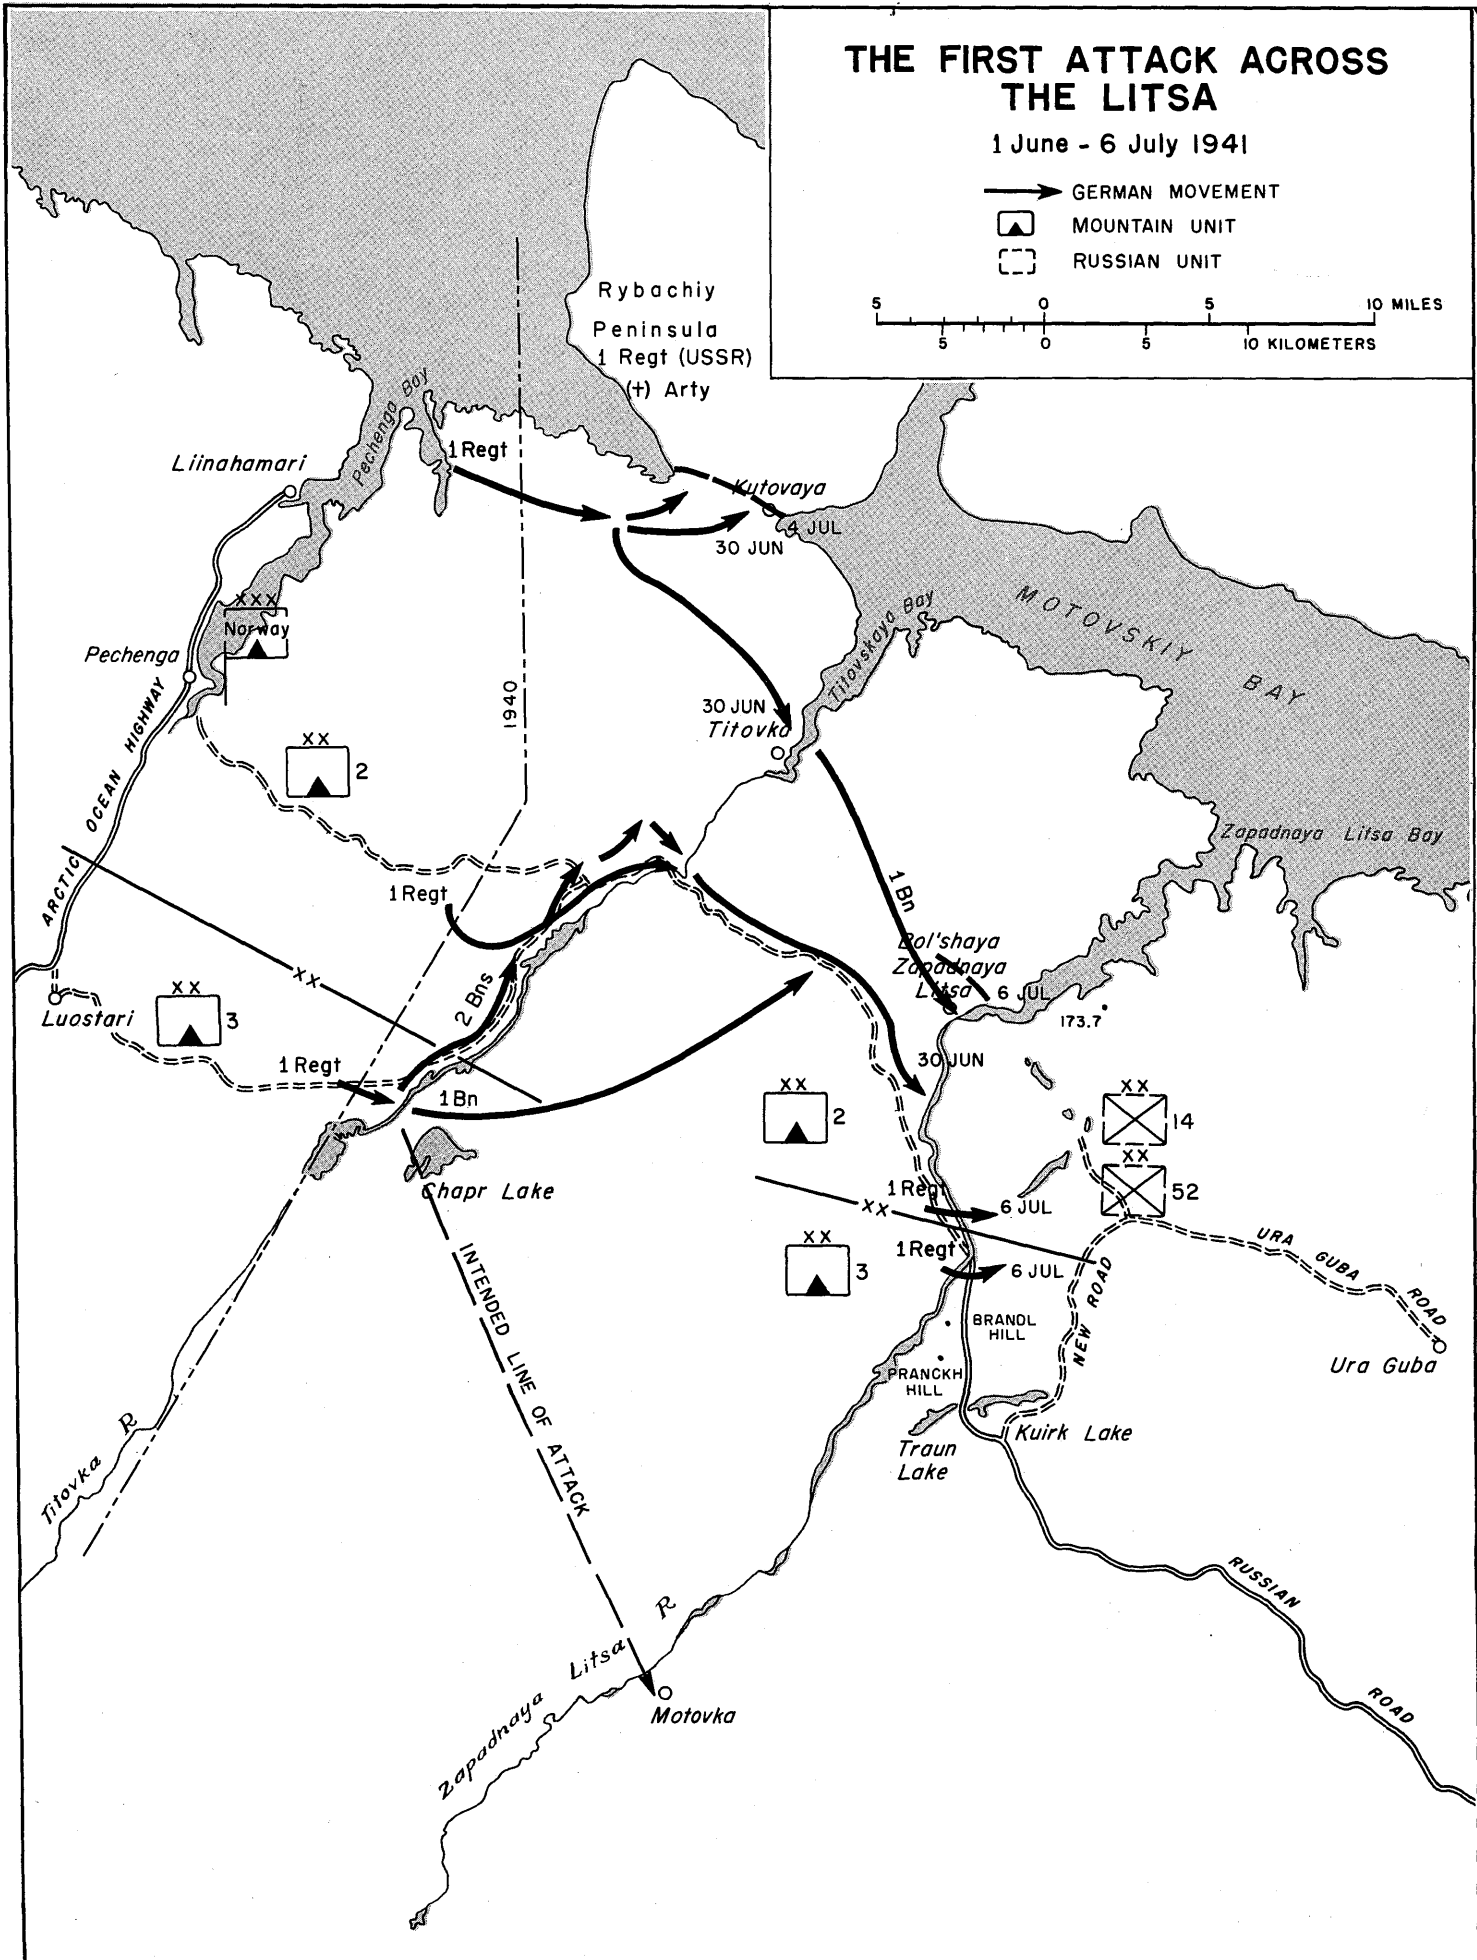 THE FIRST ATTACK ACROSS
THE LITSA
1 June - 6 July 1941
GERMAN MOVEMENT
MOUNTAIN UNIT
RUSSIAN UNIT
5 0 5 10 MILES
5 0 5 10 KILOMETERS
Rybachiy
Peninsula
1 Regt (USSR)
(+) Arty
Pechenga Bay
Liinahamari
1 Regt
Kutovaya
4 JUL
30 JUN
MOTOVSKIY BAY
XXX
Norway
Pechenga
Titovskaya Bay
30 JUN
Titovka
1940
ARCTIC OCEAN HIGHWAY
XX
2
Zapadnaya Litsa Bay
1 Regt
1 Bn
Bol'shaya
Zapadnaya
Litsa
6 JUL
173.7
XX
2 Bns
XX
3
Luostari
30 JUN
1 Regt
1 Bn
XX
2
XX
14
XX
52
Chapr Lake
1 Regt
6 JUL
XX
URA GUBA ROAD
XX
3
1 Regt
6 JUL
NEW ROAD
INTENDED LINE OF ATTACK
BRANDL
HILL
Ura Guba
PRANCKH
HILL
Kuirk Lake
Traun
Lake
Titovka R
RUSSIAN ROAD
Zapadnaya Litsa R
Motovka